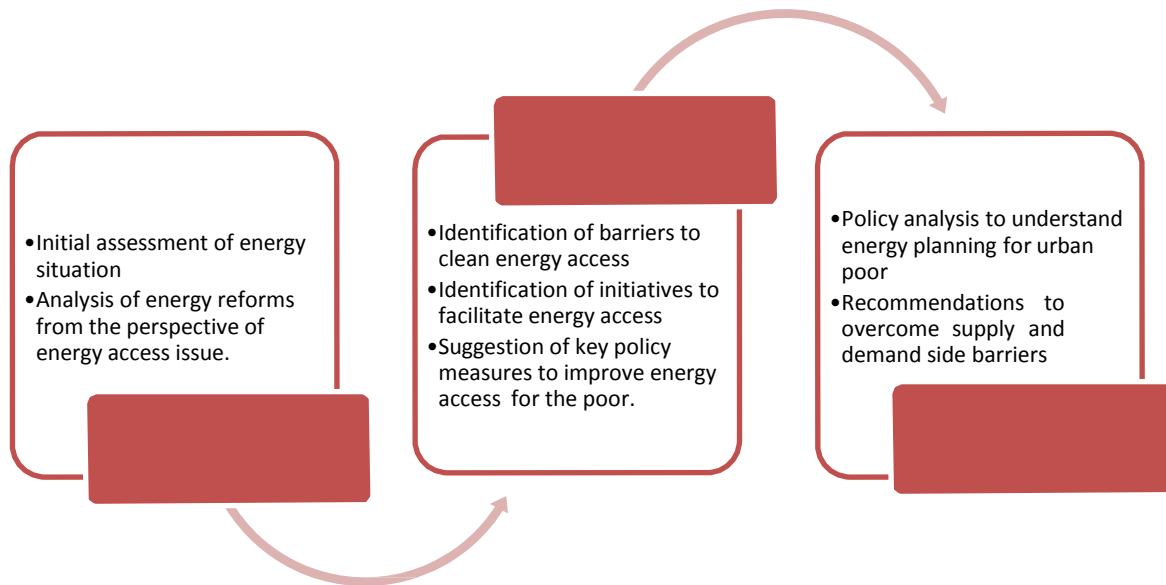 •Initial assessment of energy
situation
•Analysis of energy reforms
from the perspective of
energy access issue.
•Identification of barriers to
clean energy access
•Identification of initiatives to
facilitate energy access
•Suggestion of key policy
measures to improve energy
access for the poor.
•Policy analysis to understand
energy planning for urban
poor
•Recommendations to
overcome supply and
demand side barriers